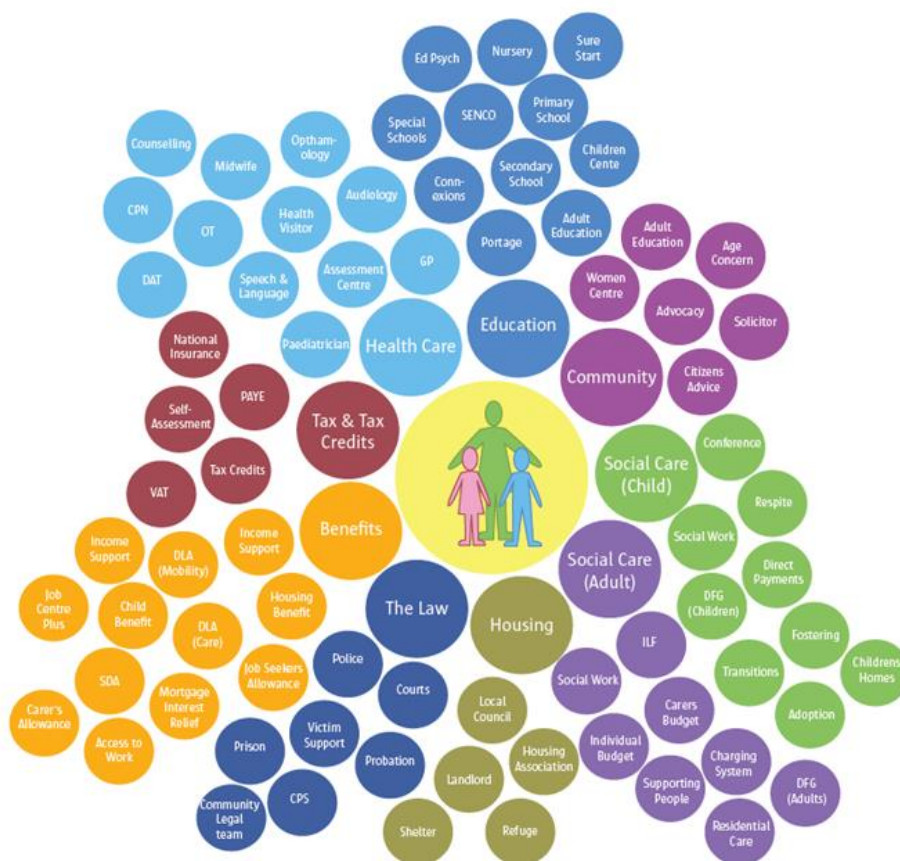 Ed Psych
Nursery
Sure
Start
Special
Schools
SENCO
Primary
School
Conn-
exions
Secondary
School
Children
Cente
Portage
Adult
Education
Education
Counselling
Midwife
Optham-
ology
CPN
OT
Health
Visitor
Audiology
DAT
Speech &
Language
Assessment
Centre
GP
Paediatrician
Health Care
Adult
Education
Age
Concern
Women
Centre
Advocacy
Solicitor
Citizens
Advice
Community
National
Insurance
PAYE
Self-
Assessment
Tax Credits
VAT
Tax & Tax
Credits
Social Care
(Child)
Conference
Respite
Social Work
Direct
Payments
DFG
(Children)
Fostering
Transitions
Childrens
Homes
Adoption
Benefits
Income
Support
DLA
(Mobility)
Income
Support
Job
Centre
Plus
Child
Benefit
DLA
(Care)
Housing
Benefit
SDA
Mortgage
Interest
Relief
Job Seekers
Allowance
Carer's
Allowance
Access to
Work
The Law
Police
Courts
Prison
Victim
Support
Probation
Community
Legal
team
CPS
Housing
Local
Council
Landlord
Housing
Association
Shelter
Refuge
Social Care
(Adult)
ILF
Social Work
Carers
Budget
Individual
Budget
Charging
System
Supporting
People
DFG
(Adults)
Residential
Care